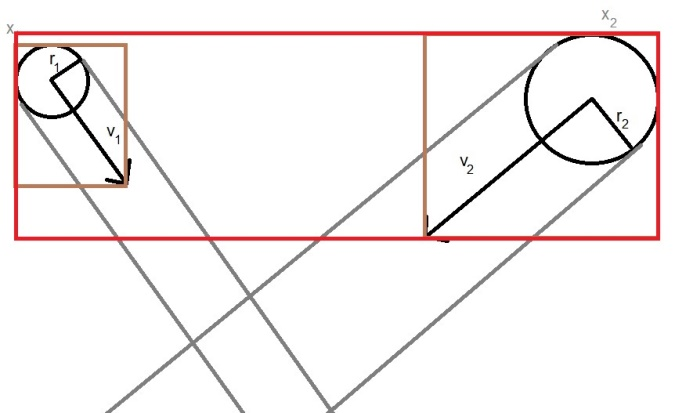 x
x₂
r₁
v₁
r₂
v₂